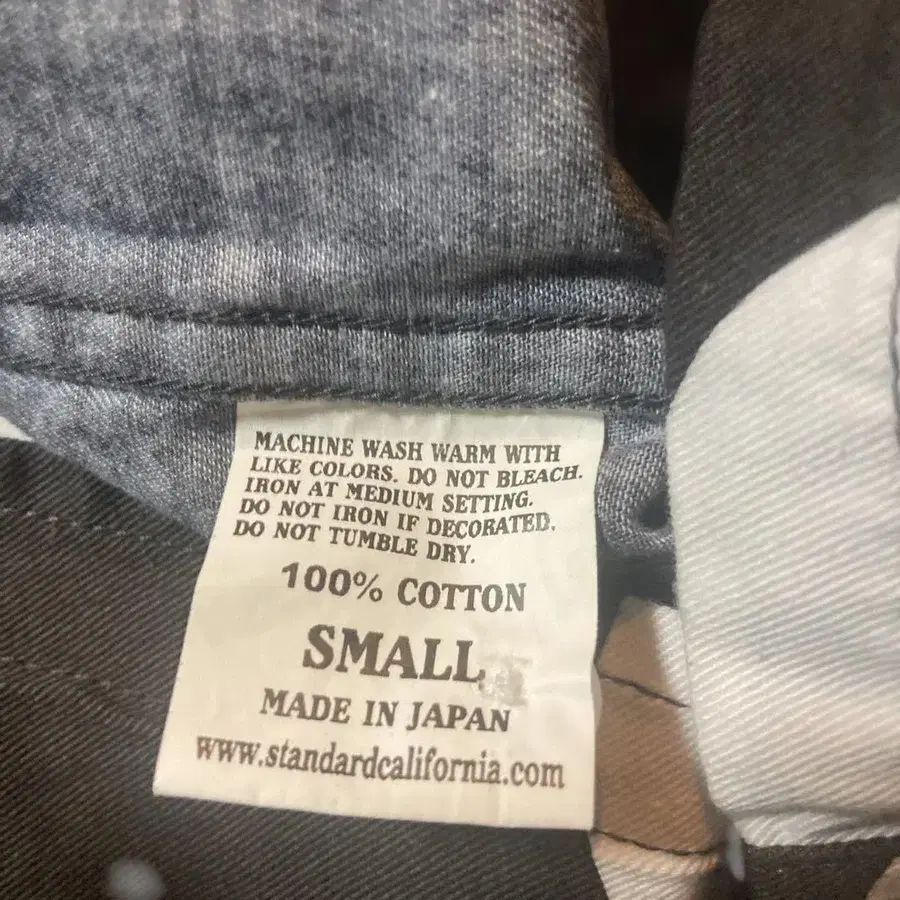 MACHINE WASH WARM WITH
LIKE COLORS. DO NOT BLEACH.
IRON AT MEDIUM SETTING.
DO NOT IRON IF DECORATED.
DO NOT TUMBLE DRY.
100% COTTON
SMALL
MADE IN JAPAN
www.standardcalifornia.com